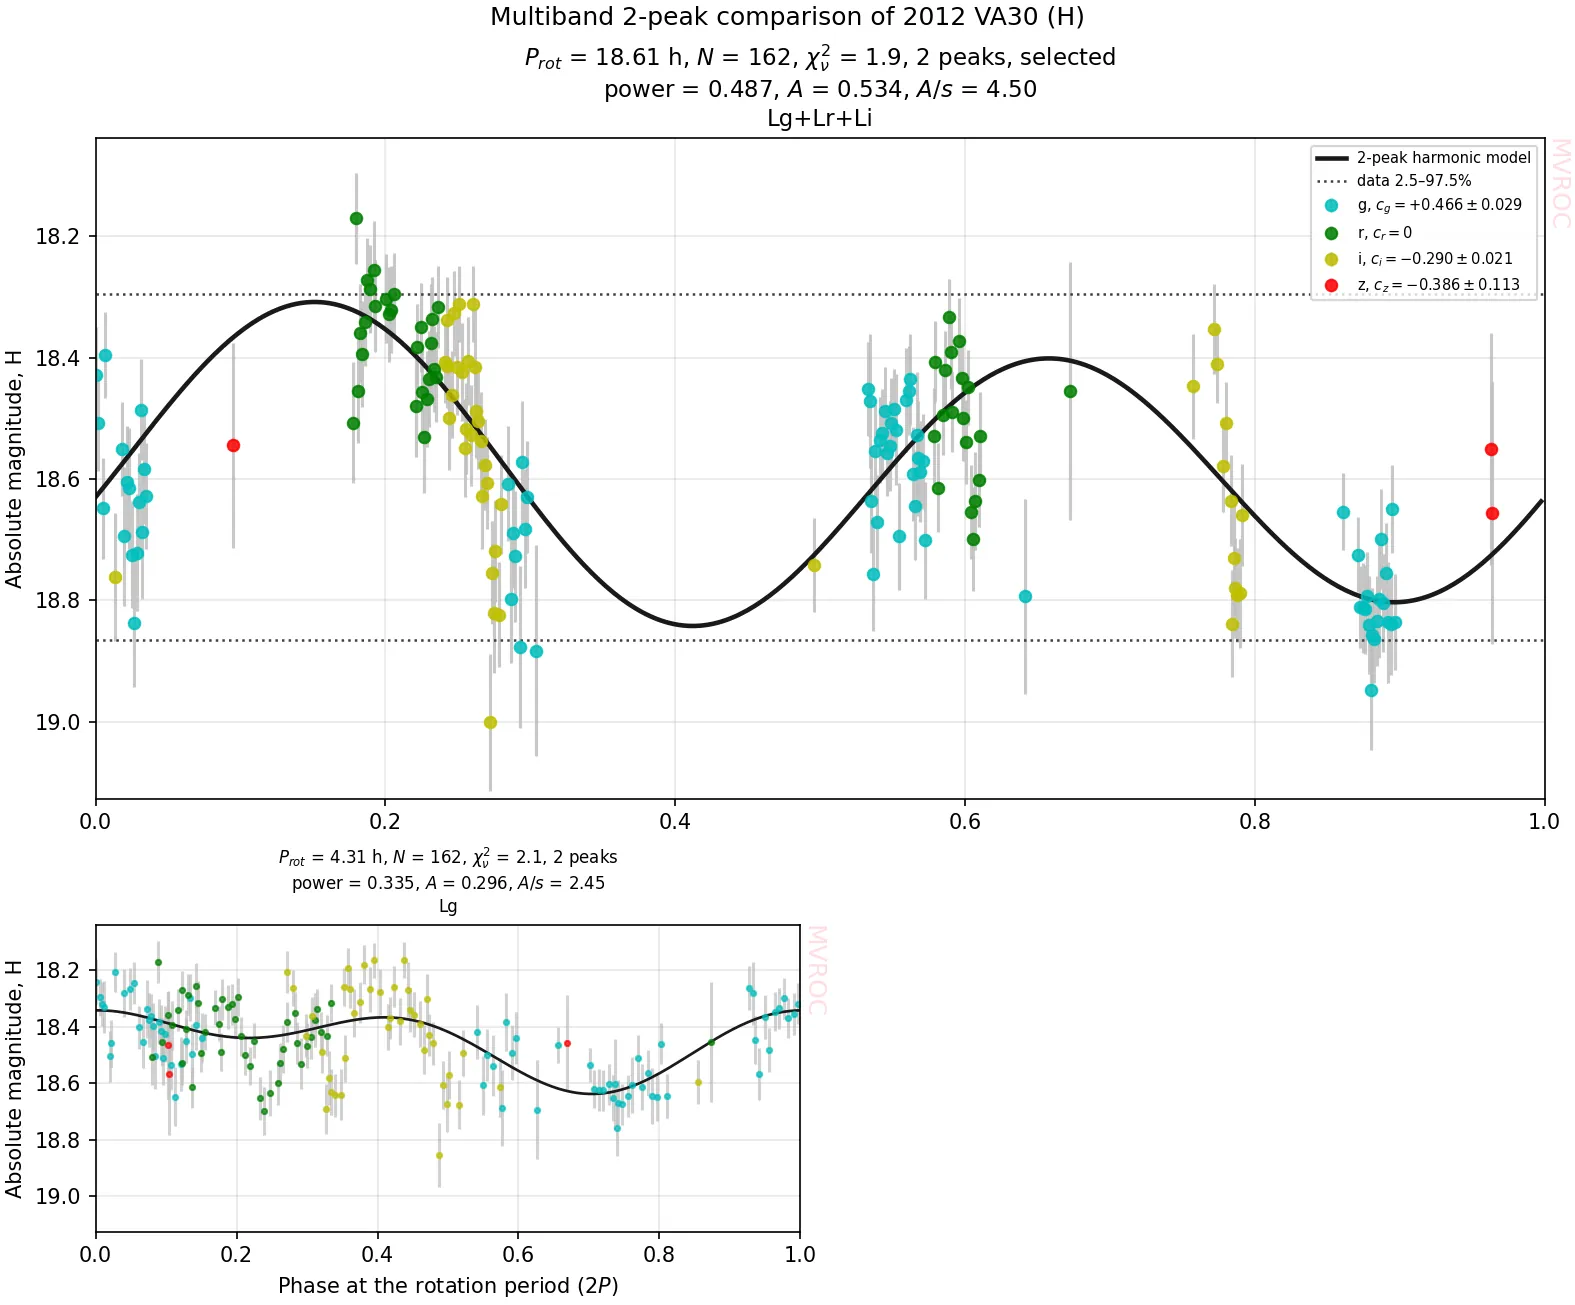 Multiband 2-peak comparison of 2012 VA30 (H)
P_rot = 18.61 h, N = 162, χ²_ν = 1.9, 2 peaks, selected
power = 0.487, A = 0.534, A/s = 4.50
Lg+Lr+Li
2-peak harmonic model
data 2.5–97.5%
g, c_g = +0.466 ± 0.029
r, c_r = 0
i, c_i = −0.290 ± 0.021
z, c_z = −0.386 ± 0.113
MVROC
18.2
18.4
18.6
18.8
19.0
Absolute magnitude, H
0.0 0.2 0.4 0.6 0.8 1.0
P_rot = 4.31 h, N = 162, χ²_ν = 2.1, 2 peaks
power = 0.335, A = 0.296, A/s = 2.45
Lg
MVROC
18.2
18.4
18.6
18.8
19.0
Absolute magnitude, H
0.0 0.2 0.4 0.6 0.8 1.0
Phase at the rotation period (2P)